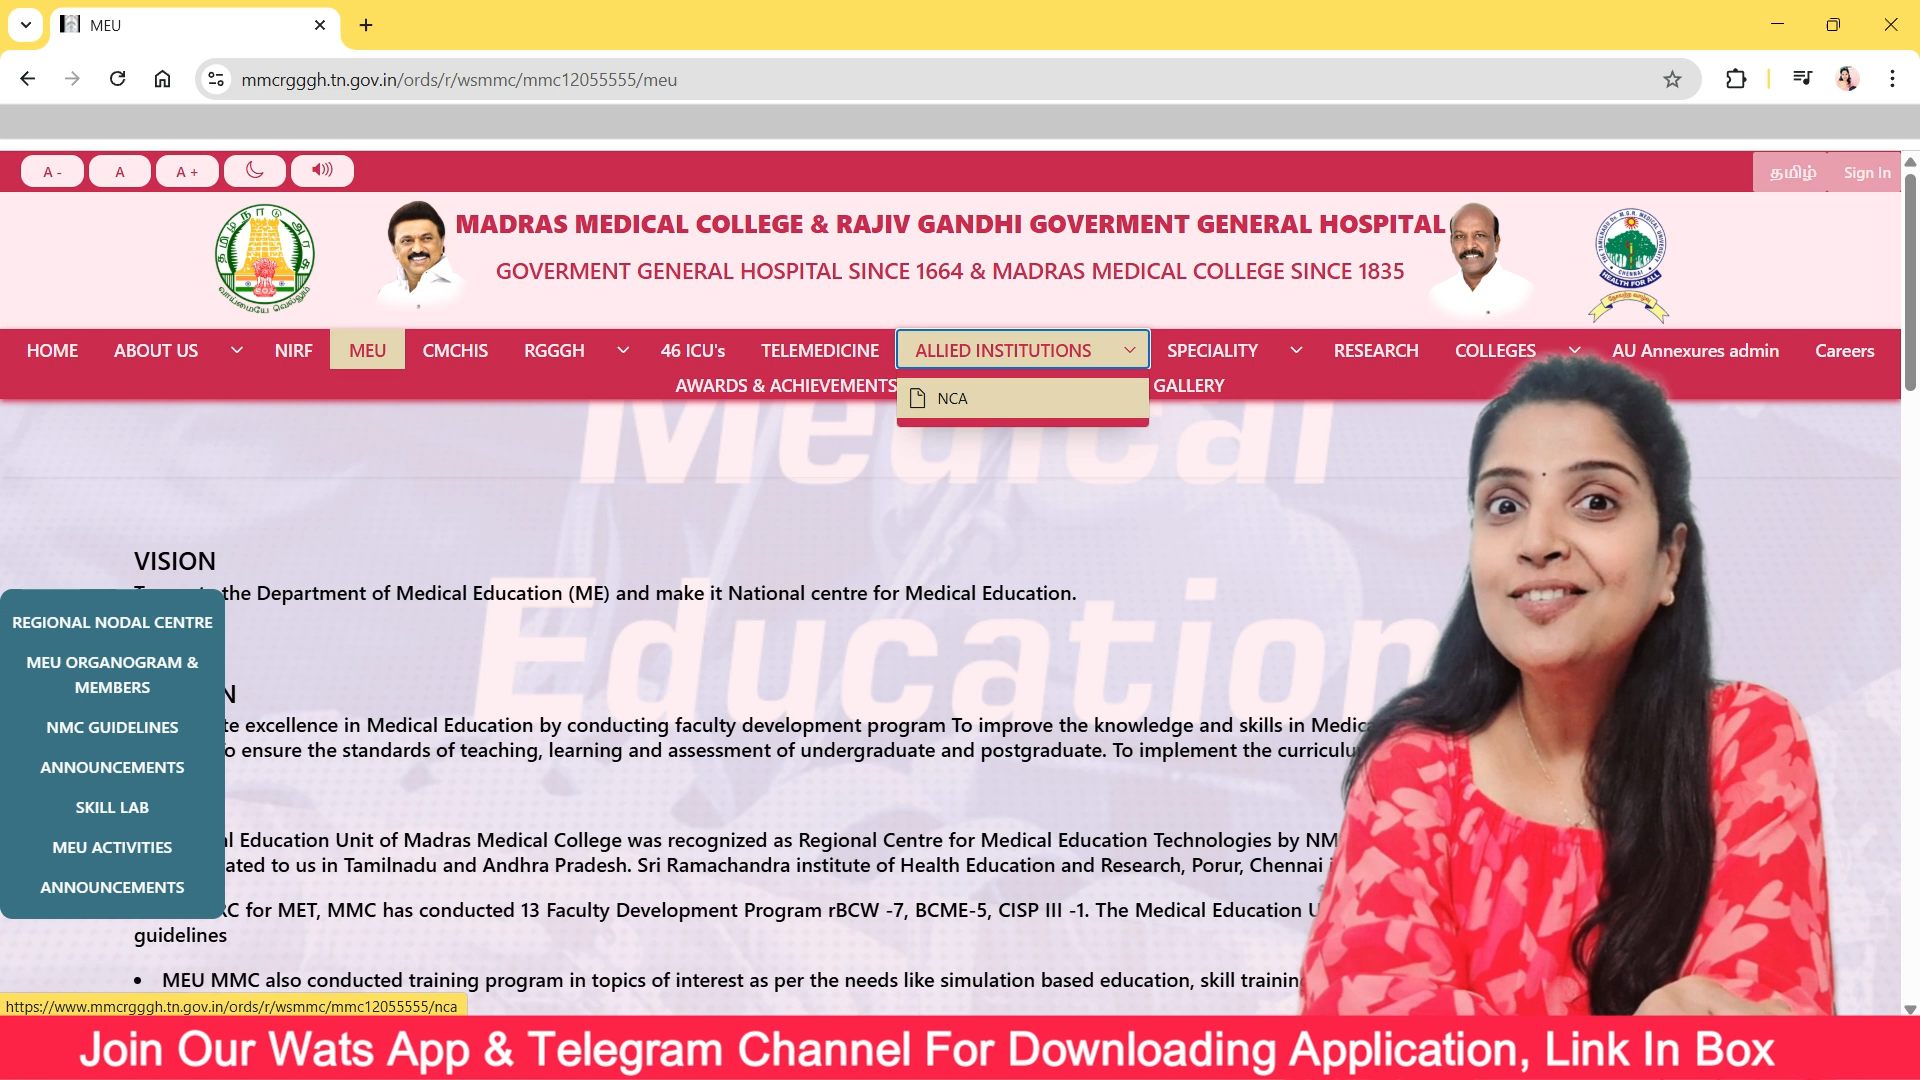 MEU
mmcrgggh.tn.gov.in/ords/r/wsmmc/mmc12055555/meu
A - A A +
தமிழ் Sign In
MADRAS MEDICAL COLLEGE & RAJIV GANDHI GOVERMENT GENERAL HOSPITAL
GOVERMENT GENERAL HOSPITAL SINCE 1664 & MADRAS MEDICAL COLLEGE SINCE 1835
HEALTH FOR ALL
HOME ABOUT US NIRF MEU CMCHIS RGGGH 46 ICU's TELEMEDICINE ALLIED INSTITUTIONS SPECIALITY RESEARCH COLLEGES AU Annexures admin Careers
AWARDS & ACHIEVEMENTS GALLERY
NCA
Medical
Education
VISION
the Department of Medical Education (ME) and make it National centre for Medical Education.
REGIONAL NODAL CENTRE
MEU ORGANOGRAM &
MEMBERS
NMC GUIDELINES
ANNOUNCEMENTS
SKILL LAB
MEU ACTIVITIES
ANNOUNCEMENTS
excellence in Medical Education by conducting faculty development program To improve the knowledge and skills in
ensure the standards of teaching, learning and assessment of undergraduate and postgraduate. To implement the
Education Unit of Madras Medical College was recognized as Regional Centre for Medical Education Technologies by
to us in Tamilnadu and Andhra Pradesh. Sri Ramachandra institute of Health Education and Research, Porur, Chennai
for MET, MMC has conducted 13 Faculty Development Program rBCW -7, BCME-5, CISP III -1. The Medical Education
guidelines
• MEU MMC also conducted training program in topics of interest as per the needs like simulation based education, skill
https://www.mmcrgggh.tn.gov.in/ords/r/wsmmc/mmc12055555/nca
Join Our Wats App & Telegram Channel For Downloading Application, Link In Box